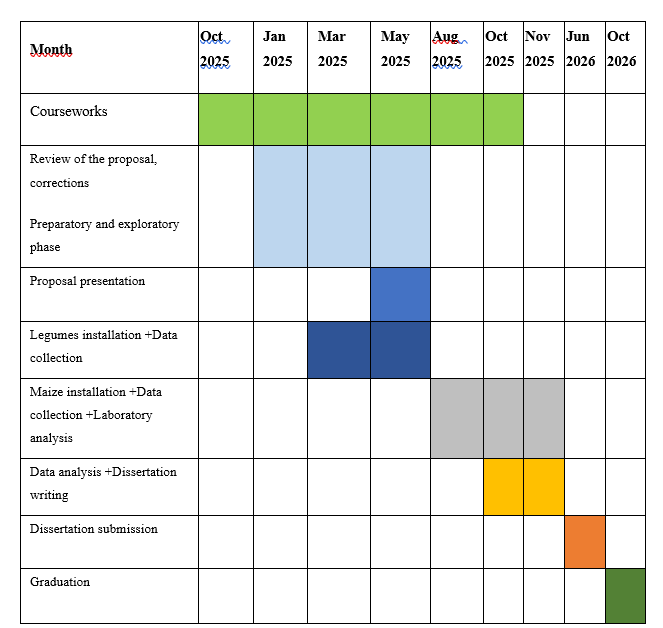 Month
Oct Jan Mar May Aug Oct Nov Jun Oct
2025 2025 2025 2025 2025 2025 2025 2026 2026
Courseworks
Review of the proposal,
corrections
Preparatory and exploratory
phase
Proposal presentation
Legumes installation +Data
collection
Maize installation +Data
collection +Laboratory
analysis
Data analysis +Dissertation
writing
Dissertation submission
Graduation